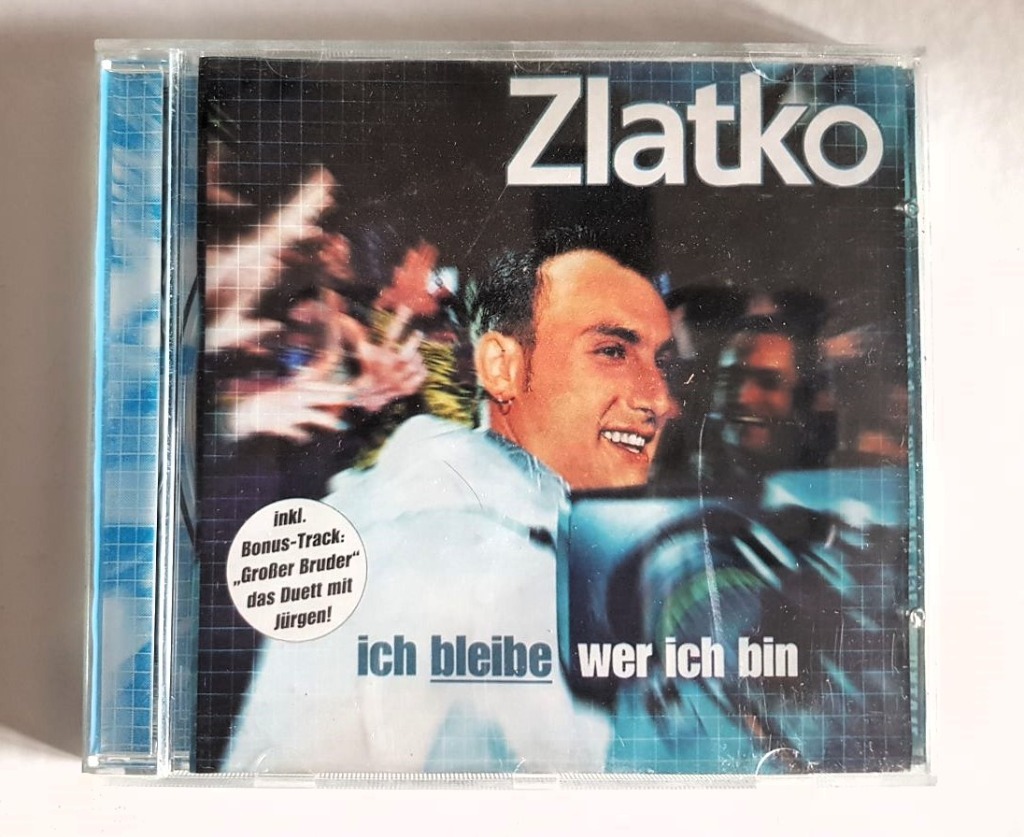 Zlatko
inkl.
Bonus-Track:
„Großer Bruder“
das Duett mit
Jürgen!
ich bleibe wer ich bin